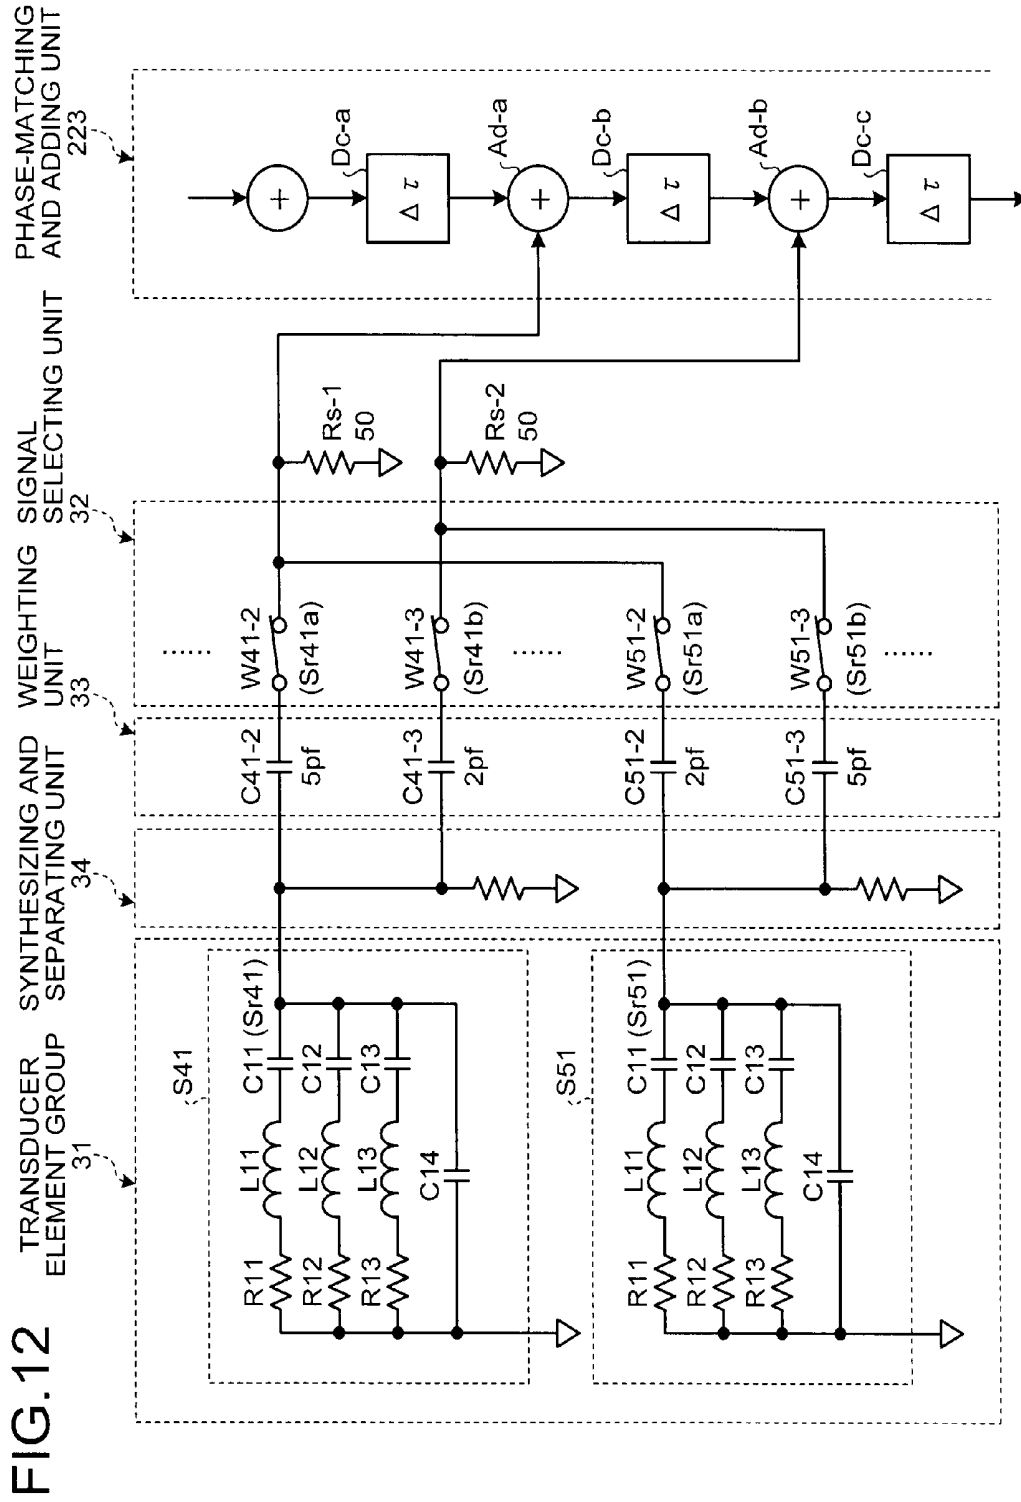 FIG.12
TRANSDUCER
ELEMENT GROUP
31
SYNTHESIZING AND
SEPARATING UNIT
34
WEIGHTING
UNIT
33
SIGNAL
SELECTING UNIT
32
PHASE-MATCHING
AND ADDING UNIT
223
S41
R11
L11
C11
(Sr41)
R12
L12
C12
R13
L13
C13
C14
S51
R11
L11
C11
(Sr51)
R12
L12
C12
R13
L13
C13
C14
C41-2
5pf
C41-3
2pf
C51-2
2pf
C51-3
5pf
......
W41-2
(Sr41a)
W41-3
(Sr41b)
......
W51-2
(Sr51a)
W51-3
(Sr51b)
......
Rs-1
50
Rs-2
50
+
Dc-a
Δ τ
Ad-a
+
Dc-b
Δ τ
Ad-b
+
Dc-c
Δ τ